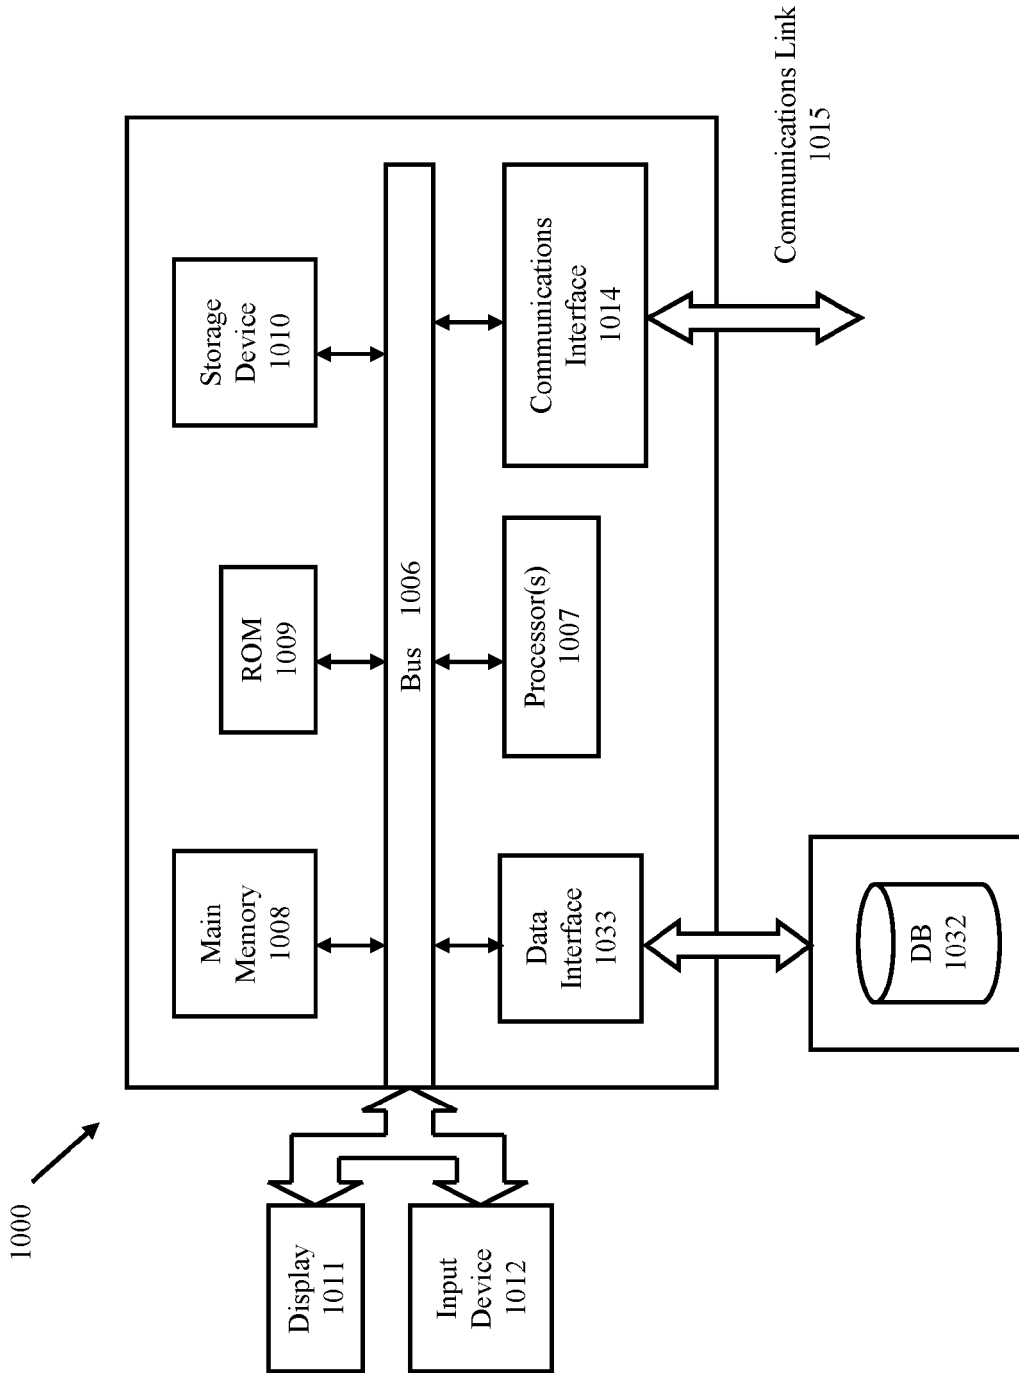 1000
Display
1011
Input
Device
1012
Main
Memory
1008
ROM
1009
Storage
Device
1010
Bus 1006
Data
Interface
1033
Processor(s)
1007
Communications
Interface
1014
DB
1032
Communications Link
1015